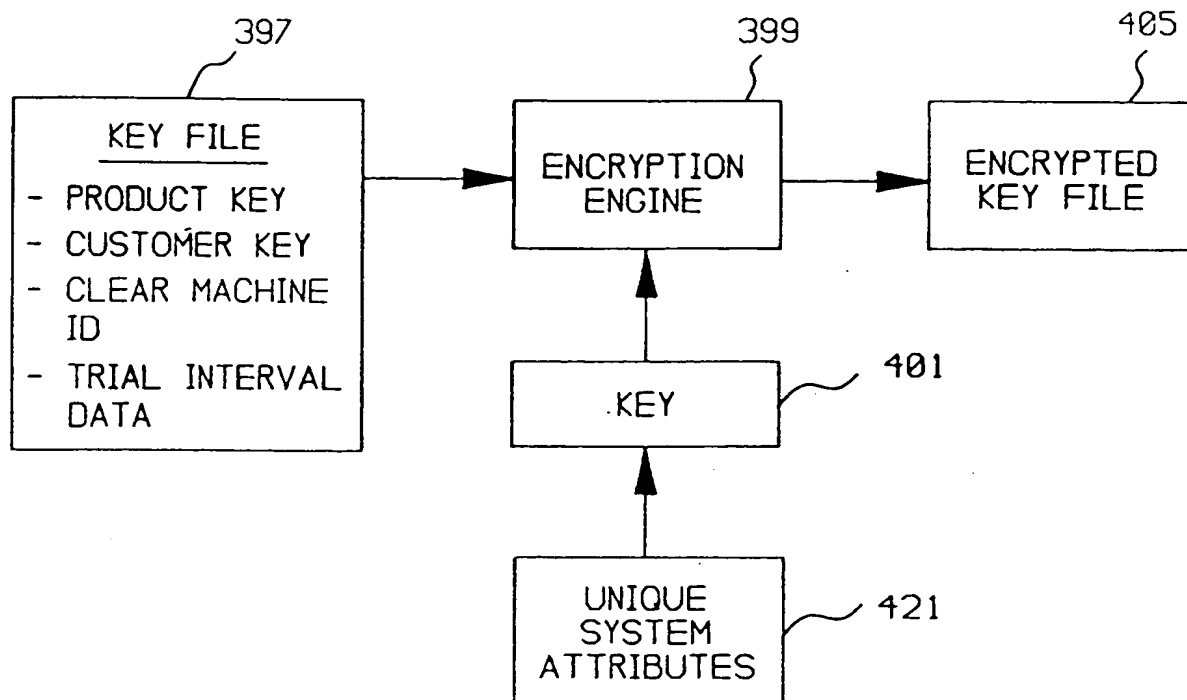 397
399
405
KEY FILE
- PRODUCT KEY
- CUSTOMER KEY
- CLEAR MACHINE
ID
- TRIAL INTERVAL
DATA
ENCRYPTION
ENGINE
ENCRYPTED
KEY FILE
KEY
401
UNIQUE
SYSTEM
ATTRIBUTES
421